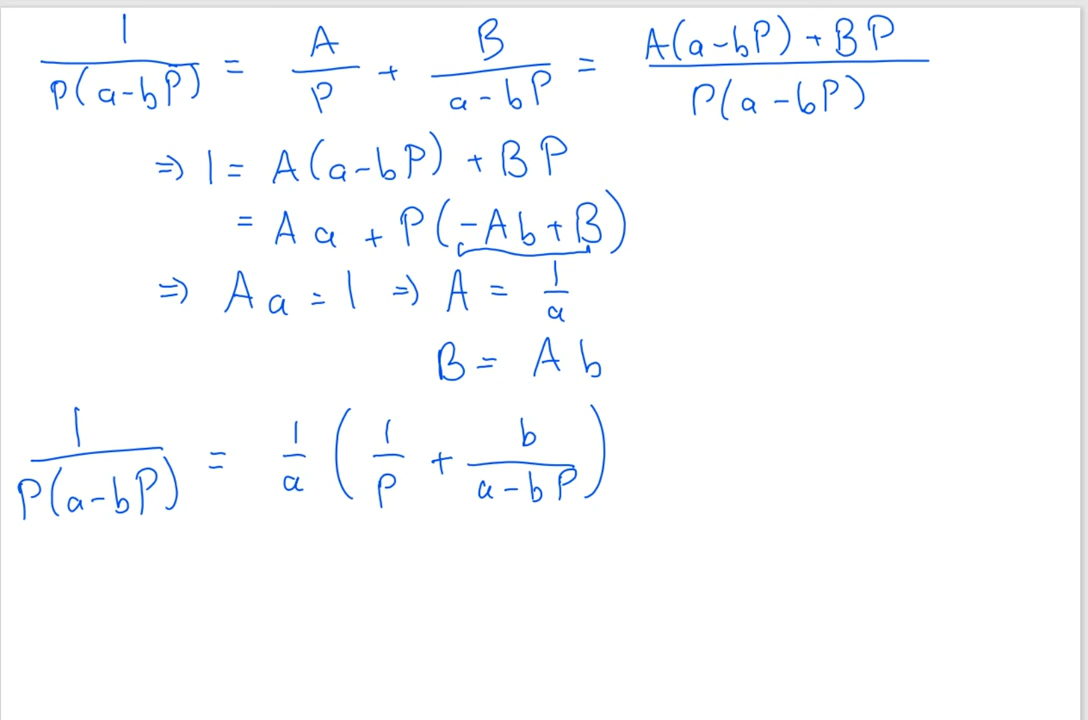 1/(P(a-bP)) = A/P + B/(a-bP) = (A(a-bP)+BP)/(P(a-bP))
⇒ 1 = A(a-bP) + BP
= Aa + P(-Ab+B)
⇒ Aa = 1 ⇒ A = 1/a
B = Ab
1/(P(a-bP)) = 1/a (1/P + b/(a-bP))